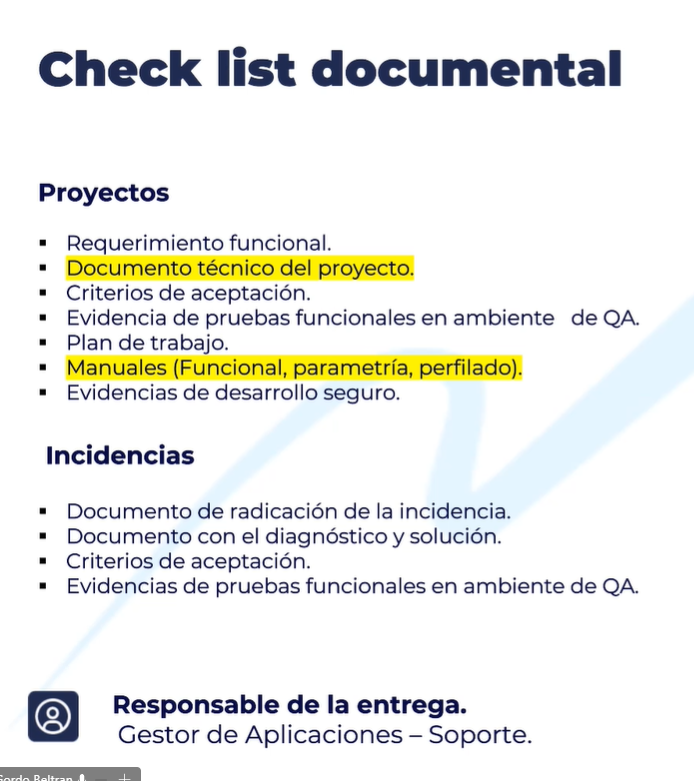 Check list documental
Proyectos
▪ Requerimiento funcional.
▪ Documento técnico del proyecto.
▪ Criterios de aceptación.
▪ Evidencia de pruebas funcionales en ambiente de QA.
▪ Plan de trabajo.
▪ Manuales (Funcional, parametría, perfilado).
▪ Evidencias de desarrollo seguro.
Incidencias
▪ Documento de radicación de la incidencia.
▪ Documento con el diagnóstico y solución.
▪ Criterios de aceptación.
▪ Evidencias de pruebas funcionales en ambiente de QA.
Responsable de la entrega.
Gestor de Aplicaciones – Soporte.
Gordo Beltran